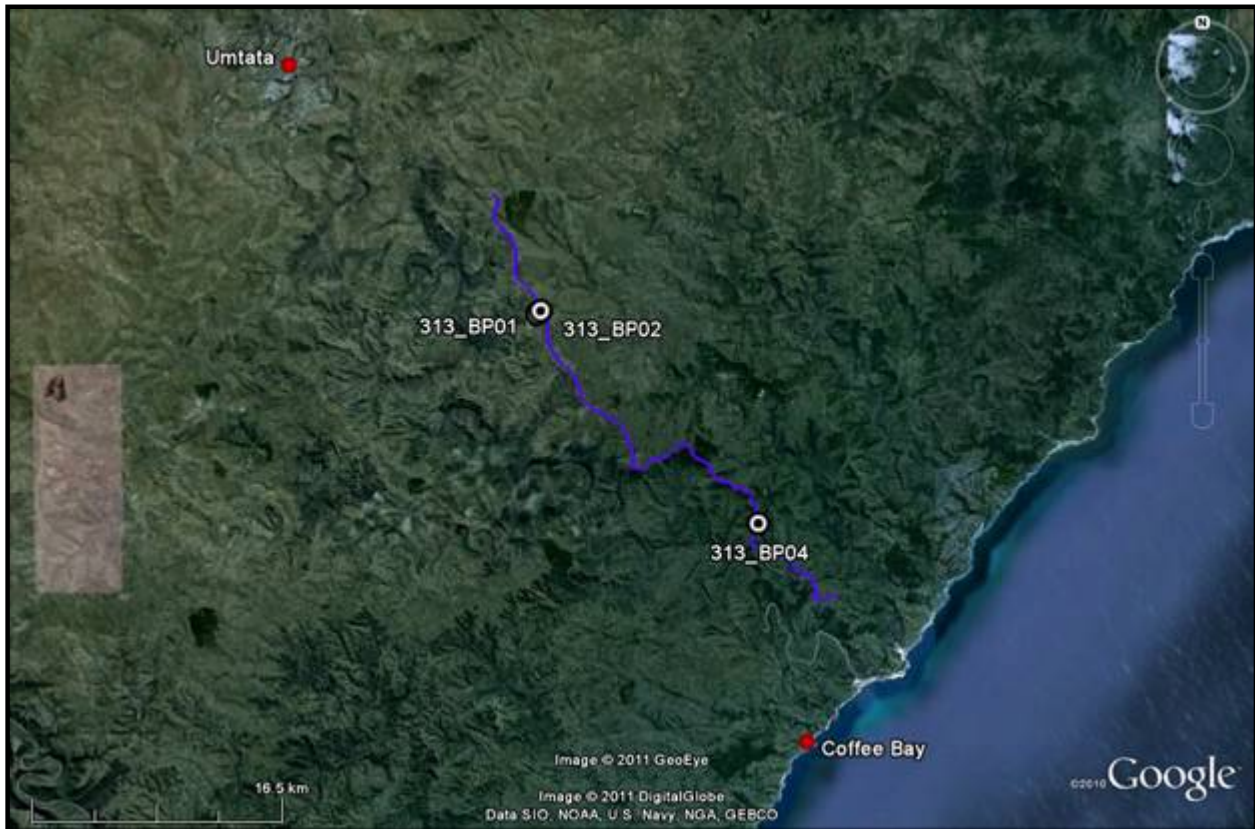 N
Umtata
313_BP01
313_BP02
313_BP04
Coffee Bay
Image © 2011 GeoEye
16.5 km
Image © 2011 DigitalGlobe
Data SIO, NOAA, U.S. Navy, NGA, GEBCO
©2010 Google